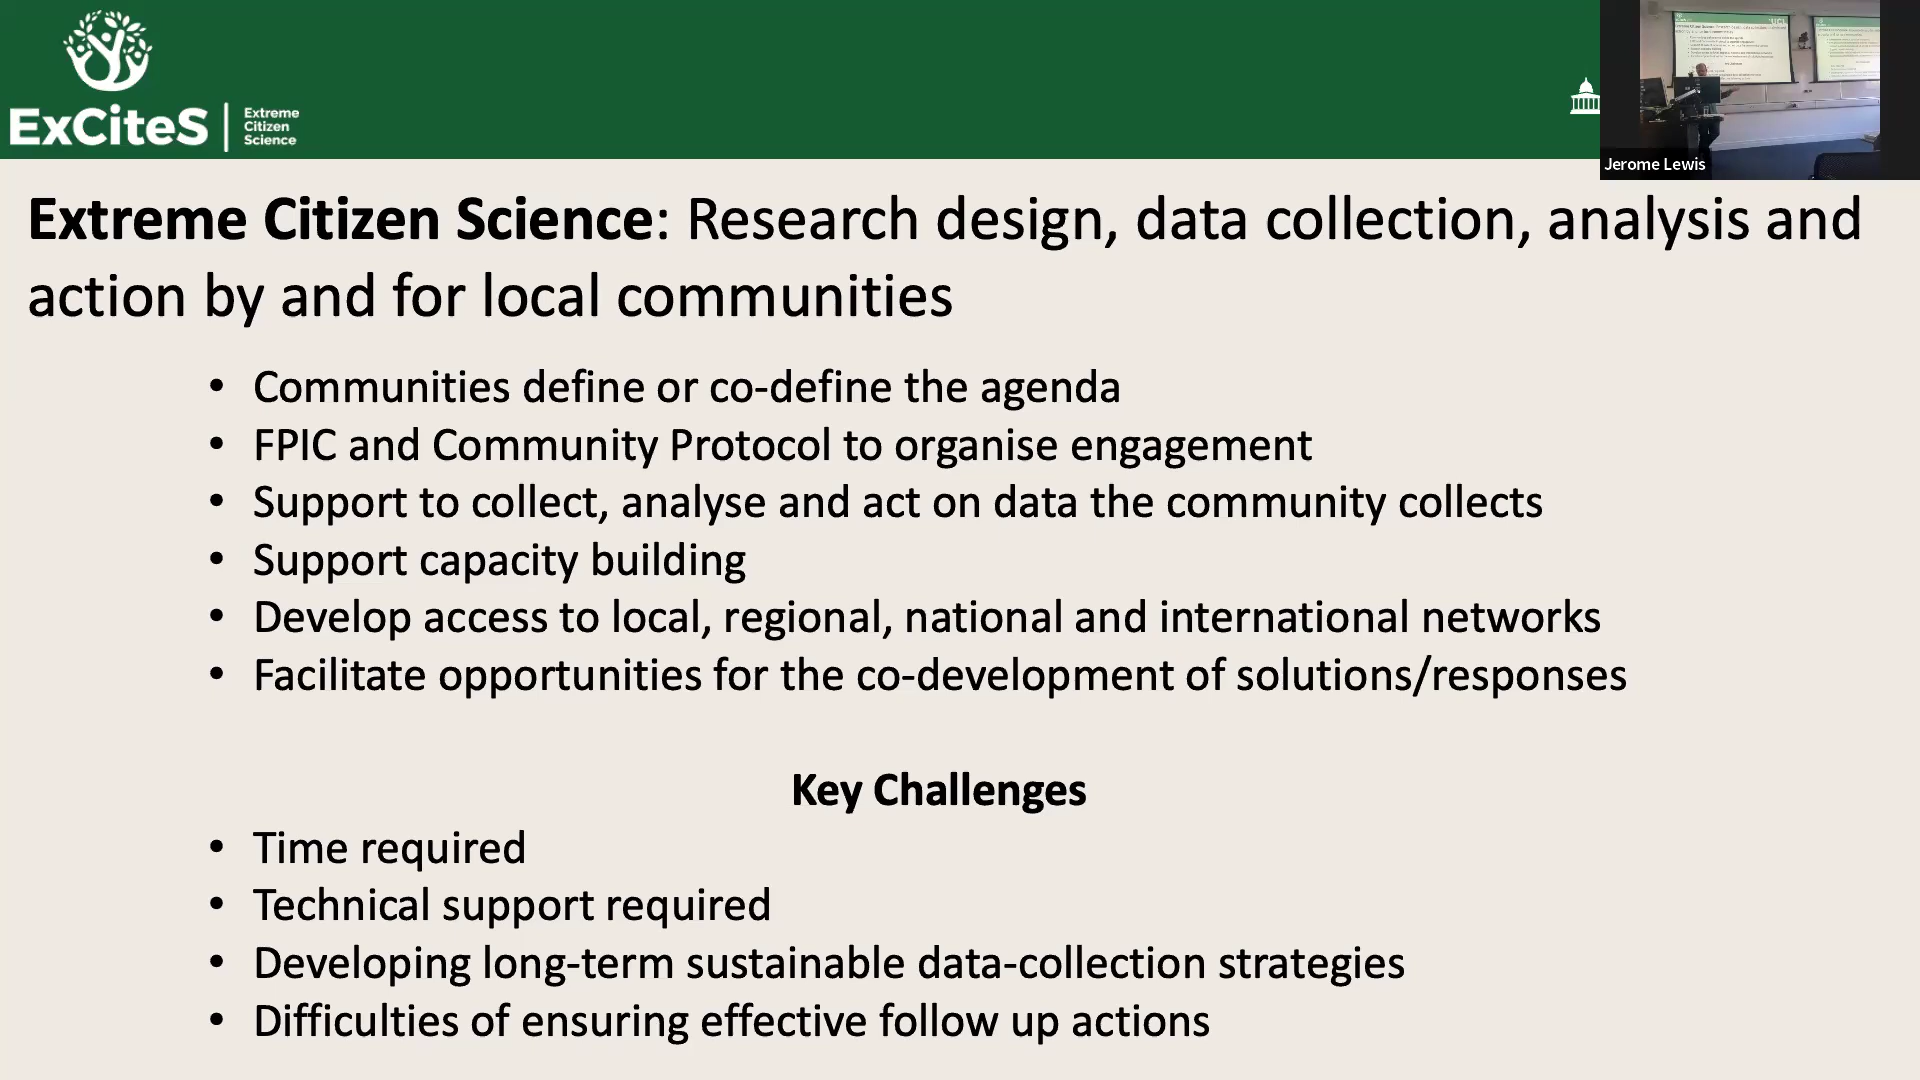 ExCiteS
Extreme
Citizen
Science
Jerome Lewis
Extreme Citizen Science: Research design, data collection, analysis and
action by and for local communities
• Communities define or co-define the agenda
• FPIC and Community Protocol to organise engagement
• Support to collect, analyse and act on data the community collects
• Support capacity building
• Develop access to local, regional, national and international networks
• Facilitate opportunities for the co-development of solutions/responses
Key Challenges
• Time required
• Technical support required
• Developing long-term sustainable data-collection strategies
• Difficulties of ensuring effective follow up actions